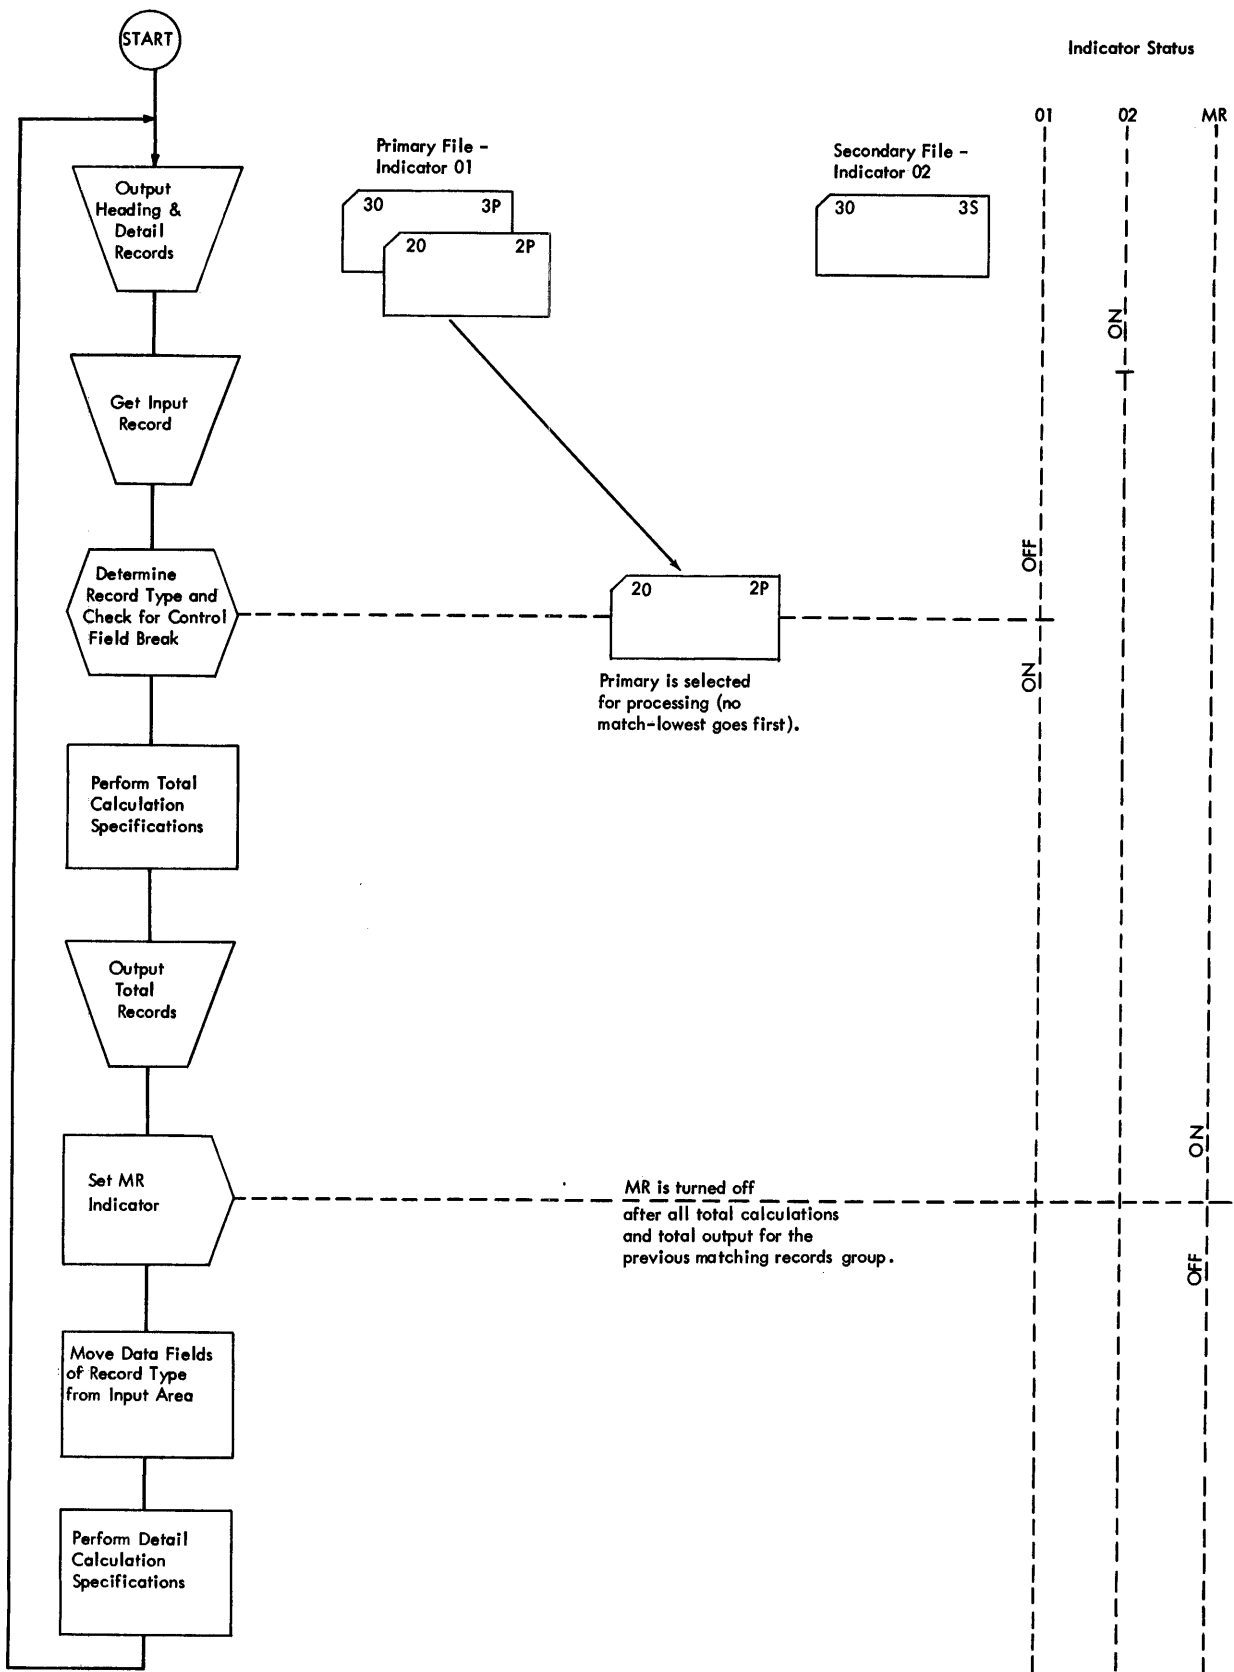 START
Indicator Status
01
02
MR
Primary File -
Indicator 01
Secondary File -
Indicator 02
Output
Heading &
Detail
Records
30 3P
20 2P
30 3S
ON
Get Input
Record
OFF
Determine
Record Type and
Check for Control
Field Break
20 2P
ON
Primary is selected
for processing (no
match-lowest goes first).
Perform Total
Calculation
Specifications
Output
Total
Records
ON
Set MR
Indicator
MR is turned off
after all total calculations
and total output for the
previous matching records group.
OFF
Move Data Fields
of Record Type
from Input Area
Perform Detail
Calculation
Specifications